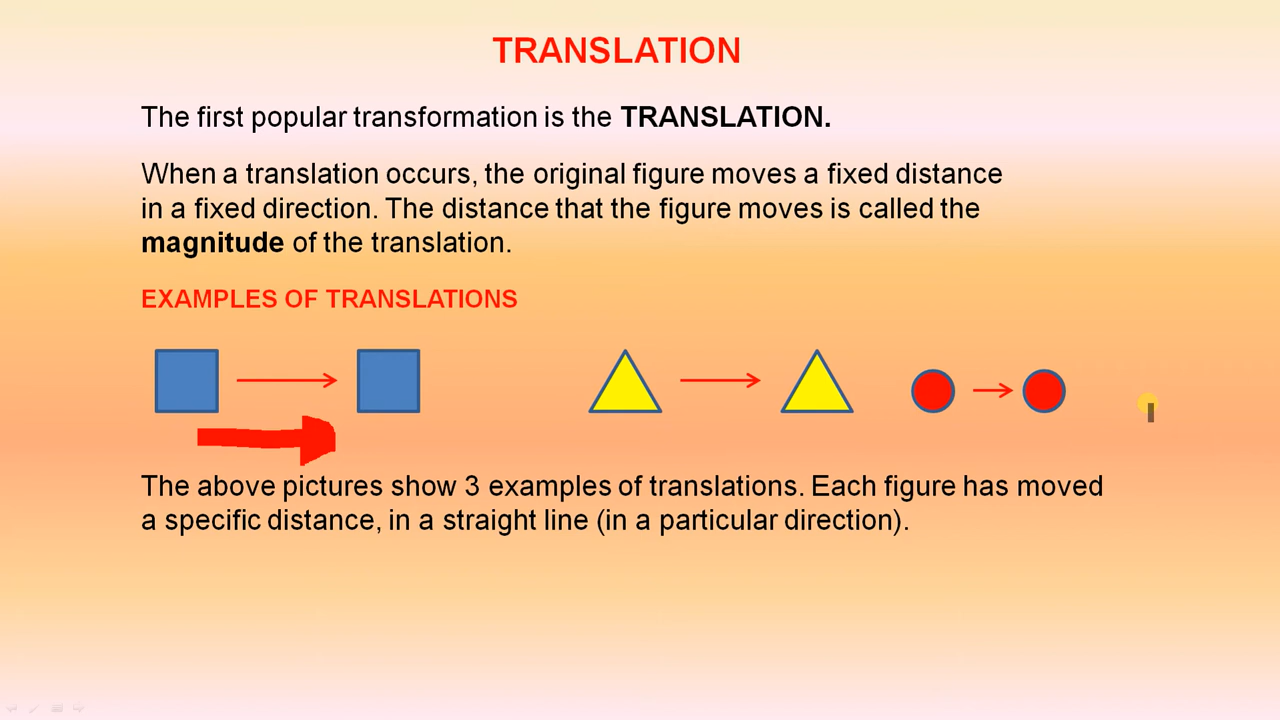 TRANSLATION
The first popular transformation is the TRANSLATION.
When a translation occurs, the original figure moves a fixed distance
in a fixed direction. The distance that the figure moves is called the
magnitude of the translation.
EXAMPLES OF TRANSLATIONS
The above pictures show 3 examples of translations. Each figure has moved
a specific distance, in a straight line (in a particular direction).